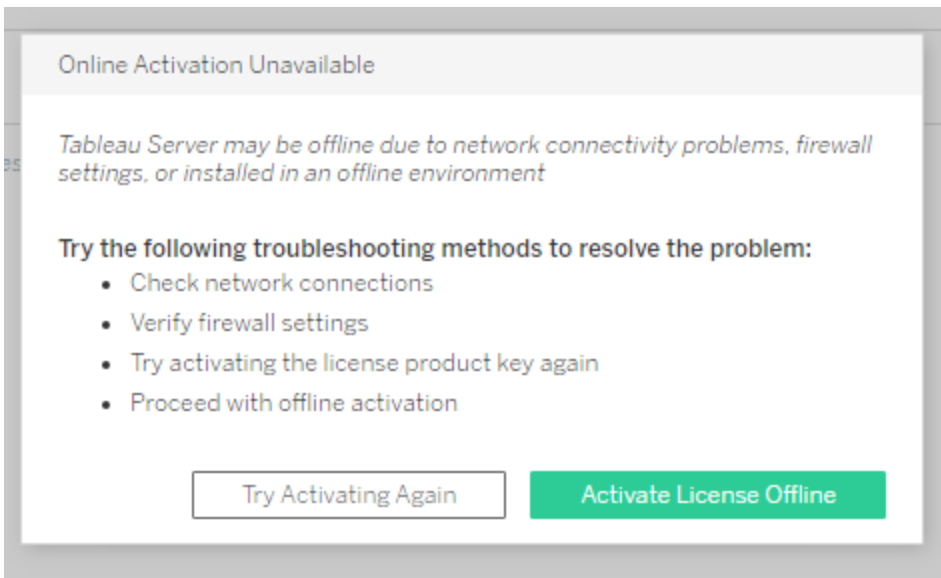 Online Activation Unavailable
Tableau Server may be offline due to network connectivity problems, firewall
settings, or installed in an offline environment
Try the following troubleshooting methods to resolve the problem:
• Check network connections
• Verify firewall settings
• Try activating the license product key again
• Proceed with offline activation
Try Activating Again
Activate License Offline